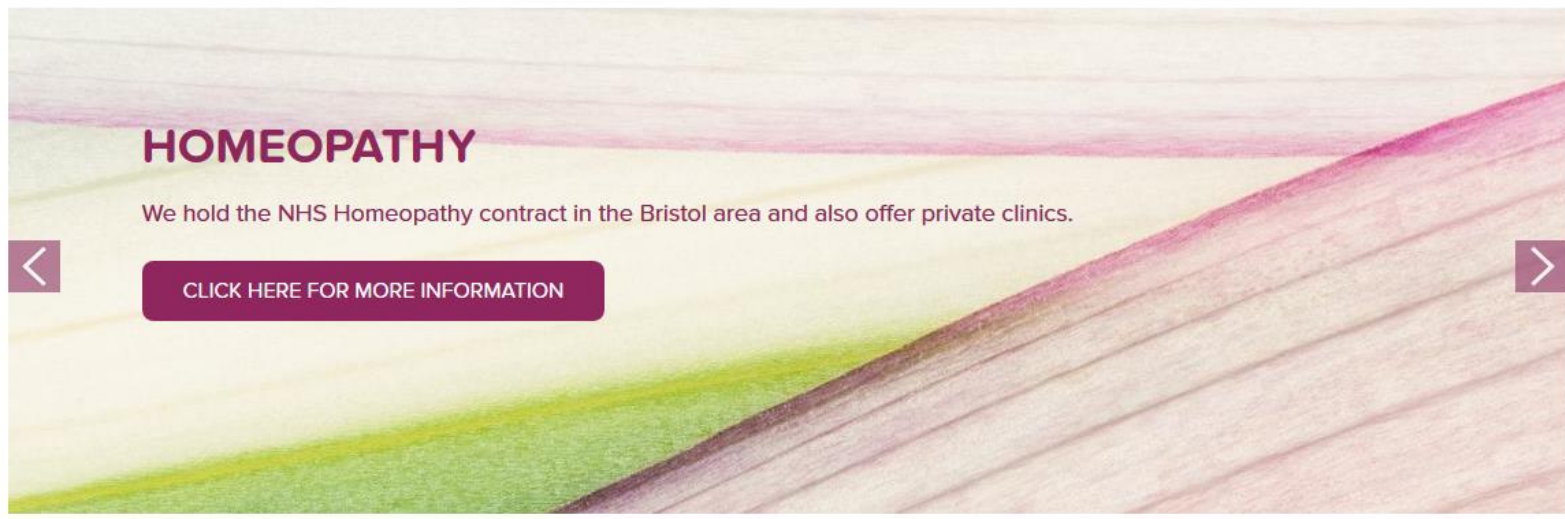 HOMEOPATHY
We hold the NHS Homeopathy contract in the Bristol area and also offer private clinics.
CLICK HERE FOR MORE INFORMATION